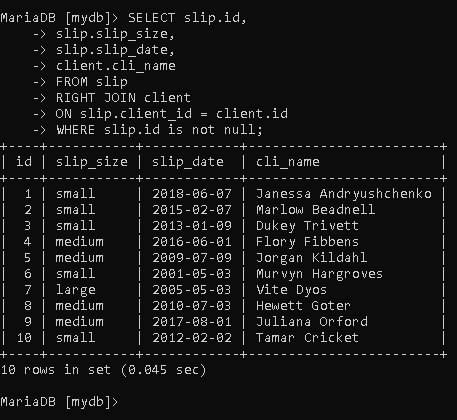 MariaDB [mydb]> SELECT slip.id,
    -> slip.slip_size,
    -> slip.slip_date,
    -> client.cli_name
    -> FROM slip
    -> RIGHT JOIN client
    -> ON slip.client_id = client.id
    -> WHERE slip.id is not null;
+----+-----------+------------+-----------------------+
| id | slip_size | slip_date  | cli_name              |
+----+-----------+------------+-----------------------+
|  1 | small     | 2018-06-07 | Janessa Andryushchenko |
|  2 | small     | 2015-02-07 | Marlow Beadnell       |
|  3 | small     | 2013-01-09 | Dukey Trivett         |
|  4 | medium    | 2016-06-01 | Flory Fibbens         |
|  5 | medium    | 2009-07-09 | Jorgan Kildahl        |
|  6 | small     | 2001-05-03 | Murvyn Hargroves      |
|  7 | large     | 2005-05-03 | Vite Dyos             |
|  8 | medium    | 2010-07-03 | Hewett Goter          |
|  9 | medium    | 2017-08-01 | Juliana Orford        |
| 10 | small     | 2012-02-02 | Tamar Cricket         |
+----+-----------+------------+-----------------------+
10 rows in set (0.045 sec)
MariaDB [mydb]>